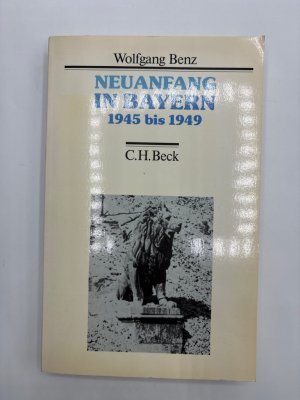 Wolfgang Benz
NEUANFANG
IN BAYERN
1945 bis 1949
C.H.Beck